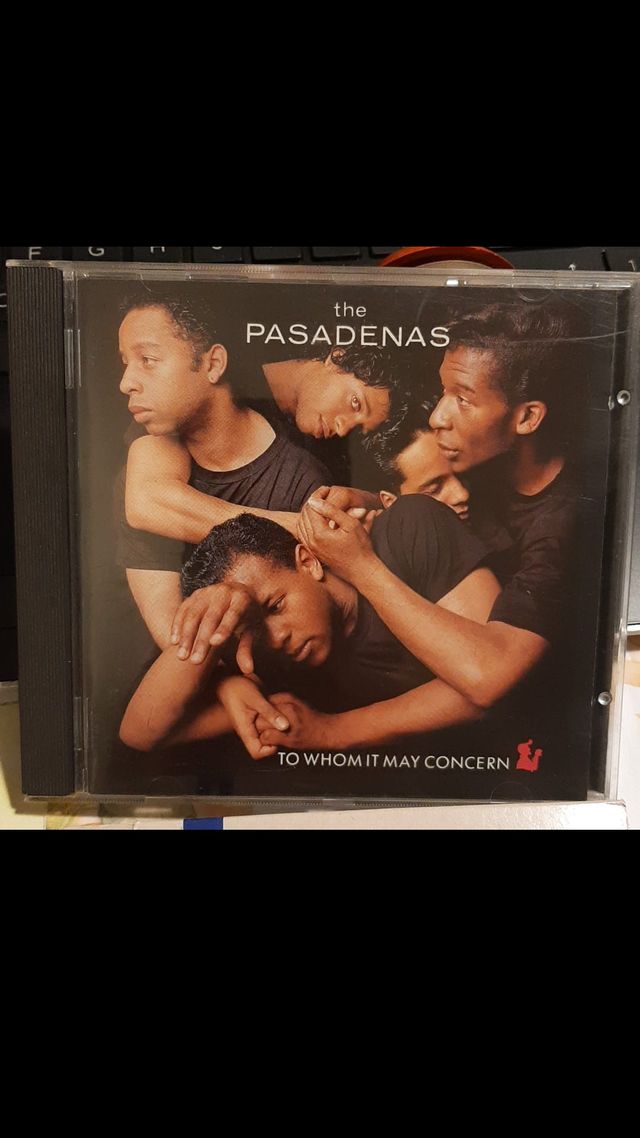 F G H
the
PASADENAS
TO WHOM IT MAY CONCERN